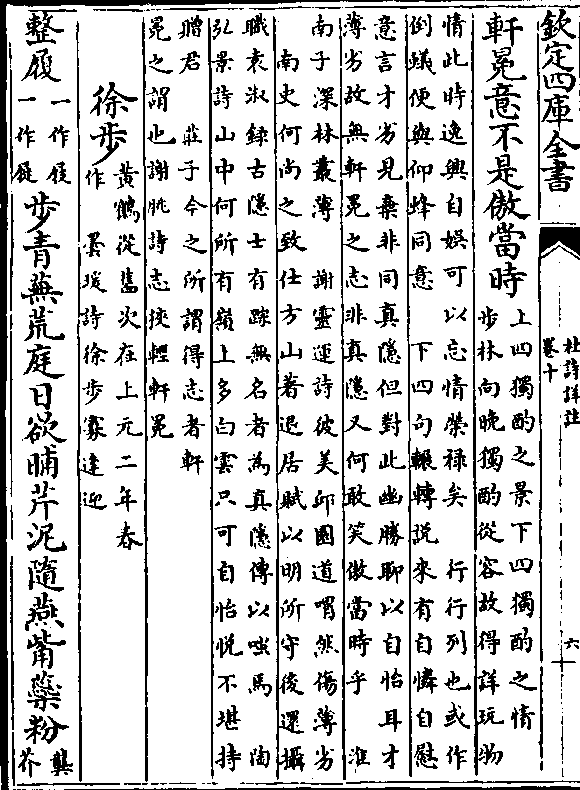 欽定四庫全書
杜詩詳註
卷十
六十
軒冕意不是傲當時
上四獨酌之景下四獨酌之情
步林向晚獨酌從容故得詳玩物
情此時逸興自娛可以忘情榮祿矣 行行列也或作
倒蟻便與仰蜂同意 下四句輾轉說來有自憐自慰
意言才劣見棄非同真隱但對此幽勝聊以自怡耳才
薄劣故無軒冕之志非真隱又何敢笑傲當時乎 淮
南子深林叢薄 謝靈運詩彼美邱園道喟然傷薄劣
南史何尚之致仕方山著退居賦以明所守後還攝
職袁淑録古隱士有跡無名者為真隱傳以嗤焉 陶
弘景詩山中何所有嶺上多白雲只可自怡悦不堪持
贈君 莊子今之所謂得志者軒
冕之謂也謝朓詩志狹輕軒冕
徐步
黃鶴從舊次在上元二年春
作 曇瑗詩徐步寡逢迎
整履
一作
一作屐
步青蕪荒庭日欲晡芹泥隨燕觜蘂粉
龔
芥